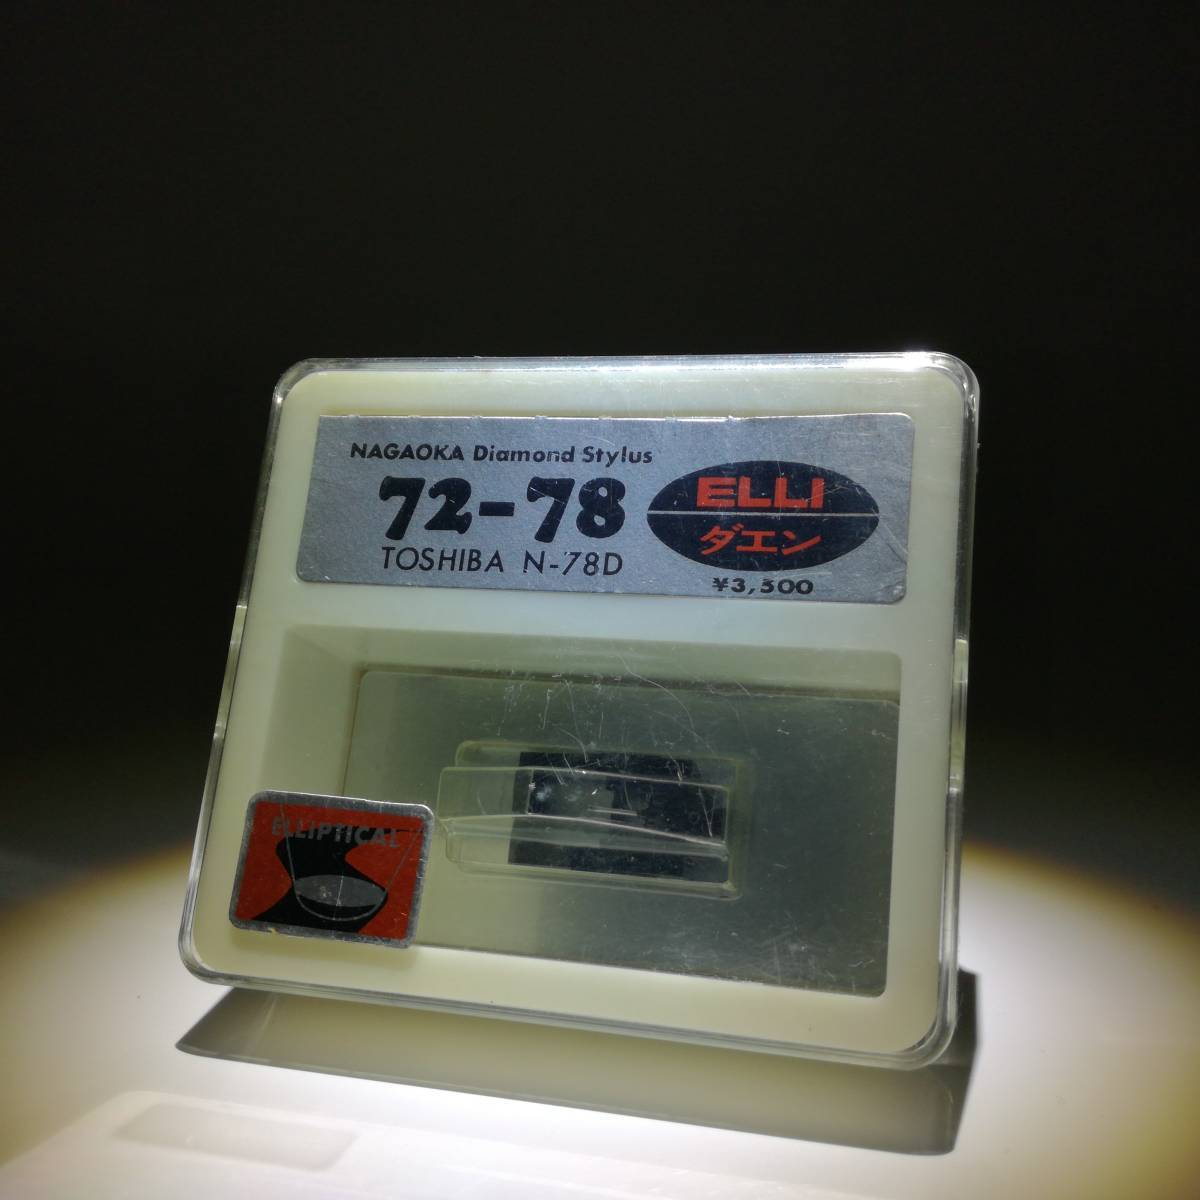 NAGAOKA Diamond Stylus
72-78
TOSHIBA N-78D
ELLI
ダエン
¥3,500
ELLIPTICAL